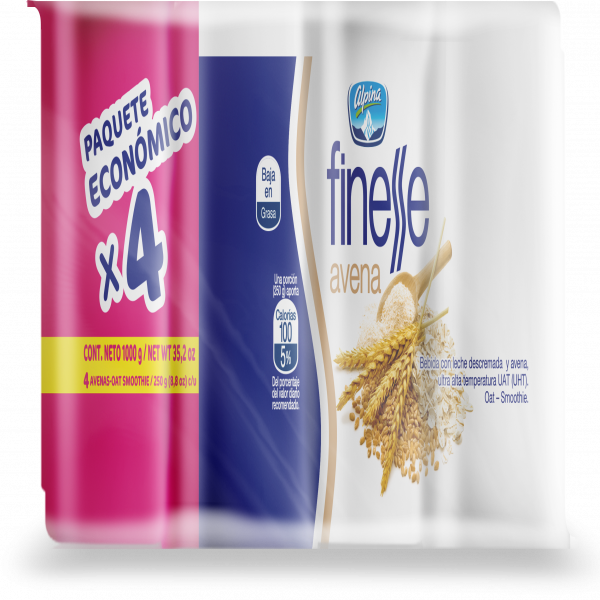 PAQUETE
ECONÓMICO
x4
CONT. NETO 1000 g / NET WT 35.2 oz
4 AVENAS-OAT SMOOTHIE / 250 g (8.8 oz) c/u
Baja
en
Grasa
Una porción
(250 g) aporta
Calorías
100
5%
Del porcentaje
del valor diario
recomendado.
alpina
finesse
avena
Bebida con leche descremada y avena,
ultra alta temperatura UAT (UHT).
Oat – Smoothie.